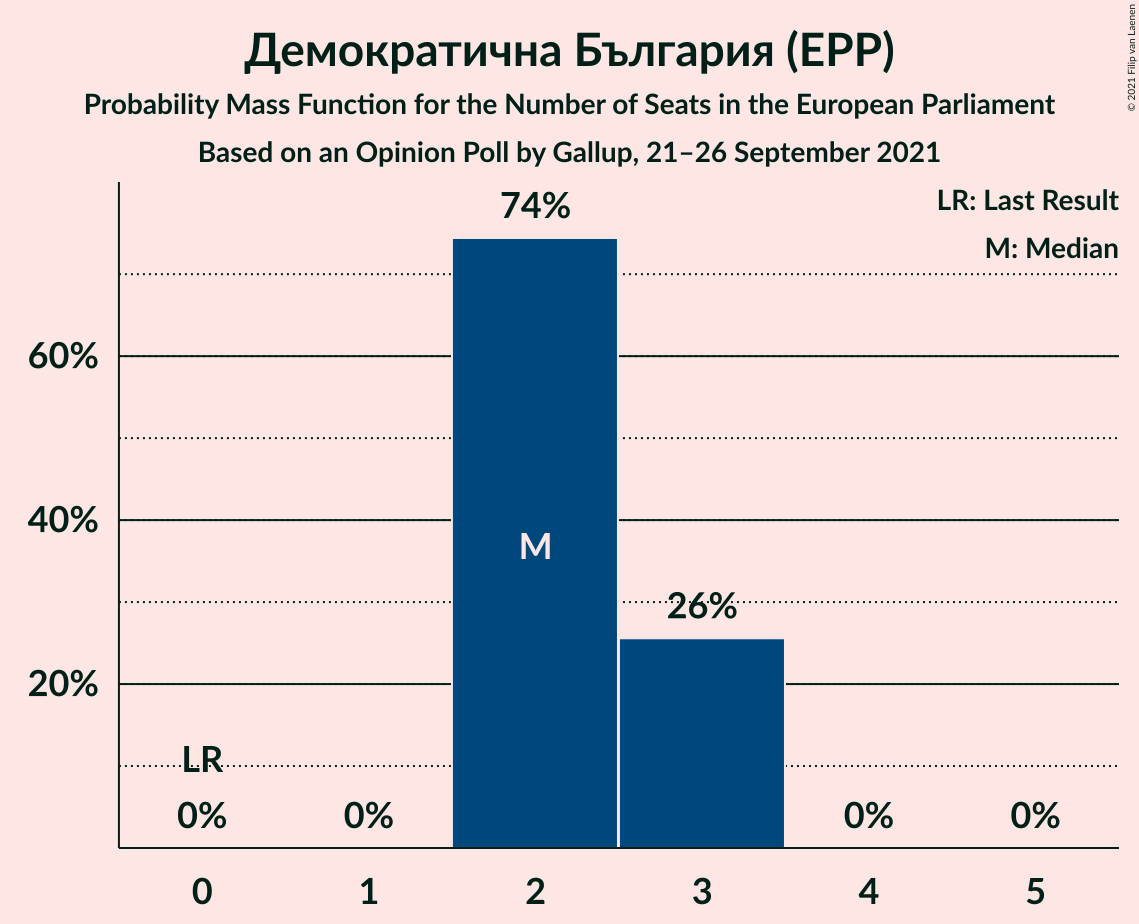 Демократична България (EPP)
Probability Mass Function for the Number of Seats in the European Parliament
Based on an Opinion Poll by Gallup, 21–26 September 2021
© 2021 Filip van Laenen
LR: Last Result
M: Median
74%
60%
40%
M
26%
20%
LR
0%
0%
0%
0%
0
1
2
3
4
5